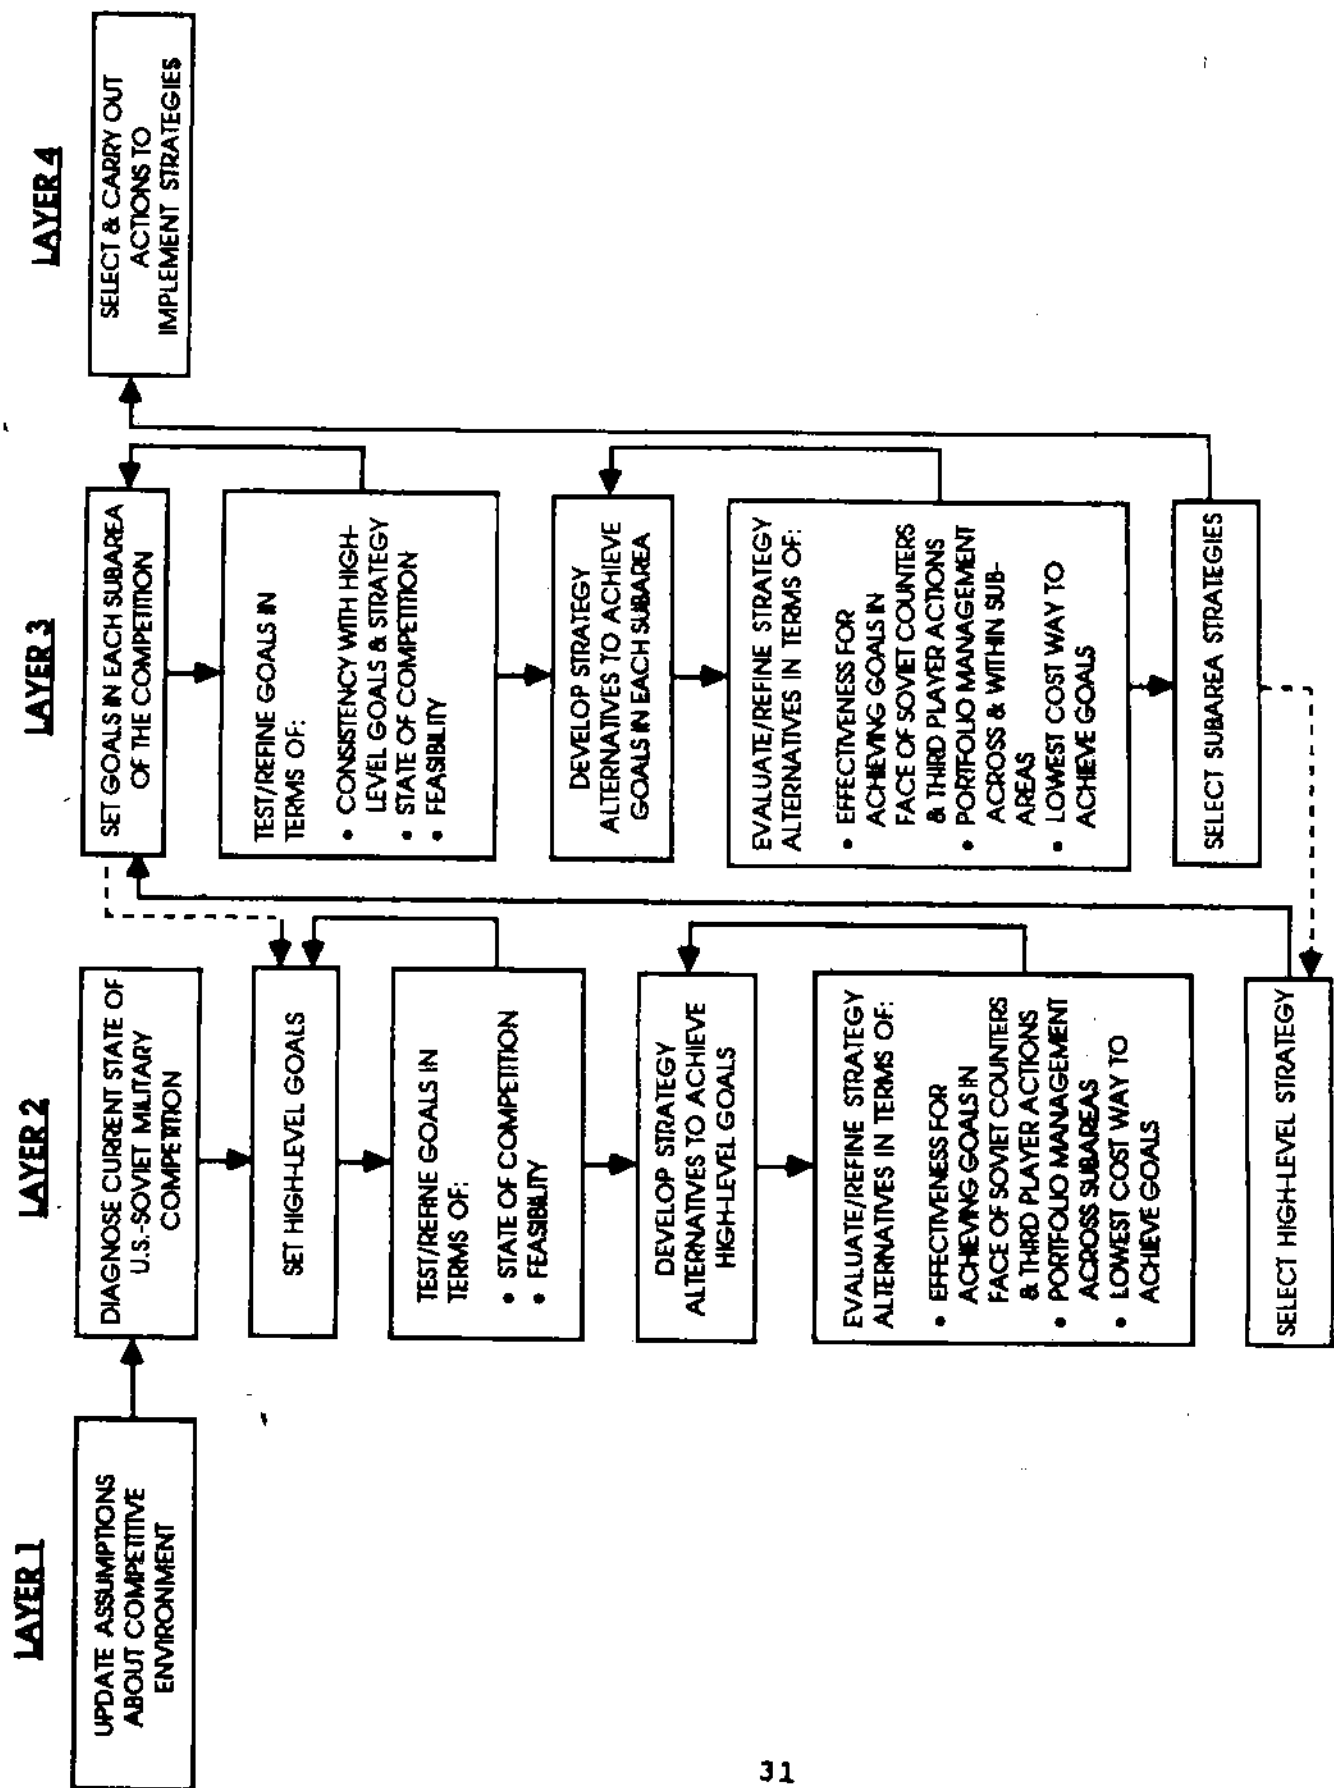 LAYER 1
UPDATE ASSUMPTIONS
ABOUT COMPETITIVE
ENVIRONMENT
LAYER 2
DIAGNOSE CURRENT STATE OF
U.S.-SOVIET MILITARY
COMPETITION
SET HIGH-LEVEL GOALS
TEST/REFINE GOALS IN
TERMS OF:
• STATE OF COMPETITION
• FEASIBILITY
DEVELOP STRATEGY
ALTERNATIVES TO ACHIEVE
HIGH-LEVEL GOALS
EVALUATE/REFINE STRATEGY
ALTERNATIVES IN TERMS OF:
• EFFECTIVENESS FOR
ACHIEVING GOALS IN
FACE OF SOVIET COUNTERS
& THIRD PLAYER ACTIONS
• PORTFOLIO MANAGEMENT
ACROSS SUBAREAS
• LOWEST COST WAY TO
ACHIEVE GOALS
SELECT HIGH-LEVEL STRATEGY
LAYER 3
SET GOALS IN EACH SUBAREA
OF THE COMPETITION
TEST/REFINE GOALS IN
TERMS OF:
• CONSISTENCY WITH HIGH-
LEVEL GOALS & STRATEGY
• STATE OF COMPETITION
• FEASIBILITY
DEVELOP STRATEGY
ALTERNATIVES TO ACHIEVE
GOALS IN EACH SUBAREA
EVALUATE/REFINE STRATEGY
ALTERNATIVES IN TERMS OF:
• EFFECTIVENESS FOR
ACHIEVING GOALS IN
FACE OF SOVIET COUNTERS
& THIRD PLAYER ACTIONS
• PORTFOLIO MANAGEMENT
ACROSS & WITHIN SUB-
AREAS
• LOWEST COST WAY TO
ACHIEVE GOALS
SELECT SUBAREA STRATEGIES
LAYER 4
SELECT & CARRY OUT
ACTIONS TO
IMPLEMENT STRATEGIES
31